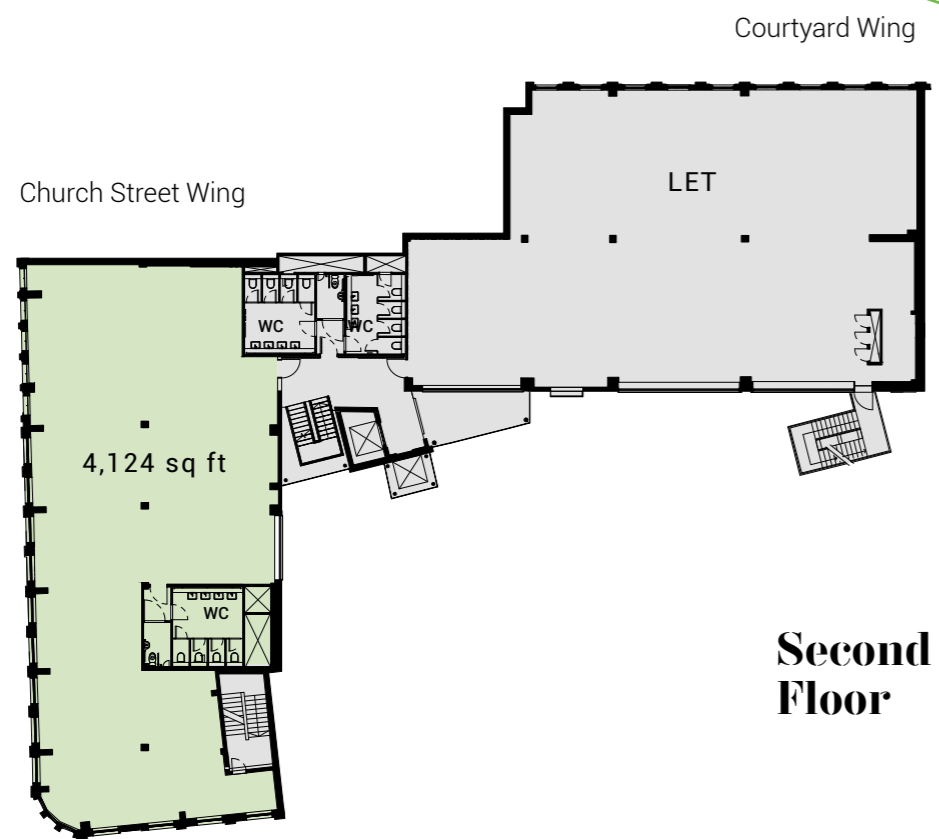 Courtyard Wing
LET
Church Street Wing
WC
WC
4,124 sq ft
WC
Second
Floor